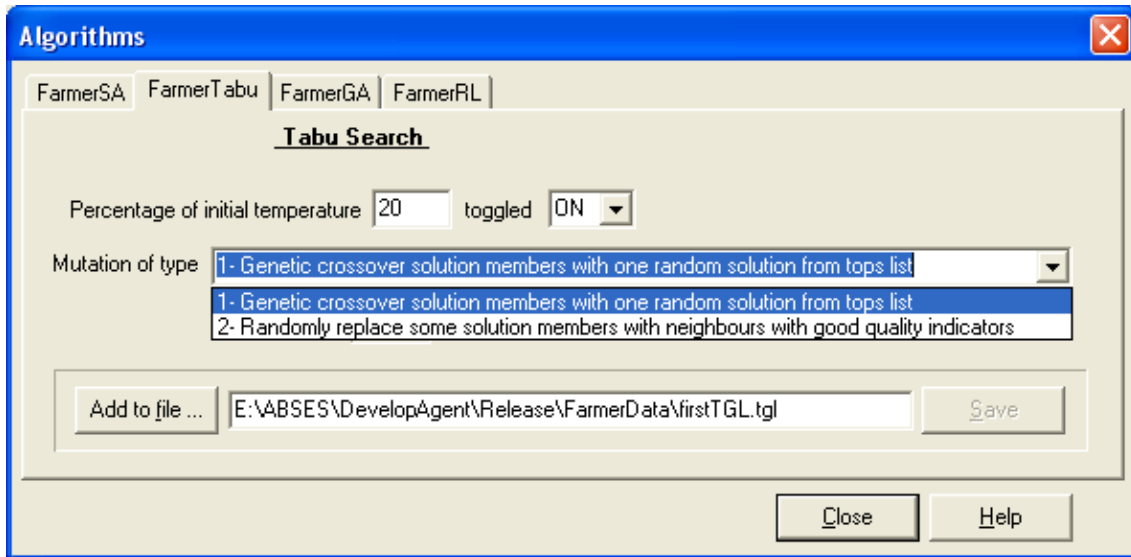 Algorithms
FarmerSA FarmerTabu FarmerGA FarmerRL
Tabu Search
Percentage of initial temperature 20 toggled ON
Mutation of type 1- Genetic crossover solution members with one random solution from tops list
1- Genetic crossover solution members with one random solution from tops list
2- Randomly replace some solution members with neighbours with good quality indicators
Add to file ... E:\ABSES\DevelopAgent\Release\FarmerData\firstTGL.tgl Save
Close Help